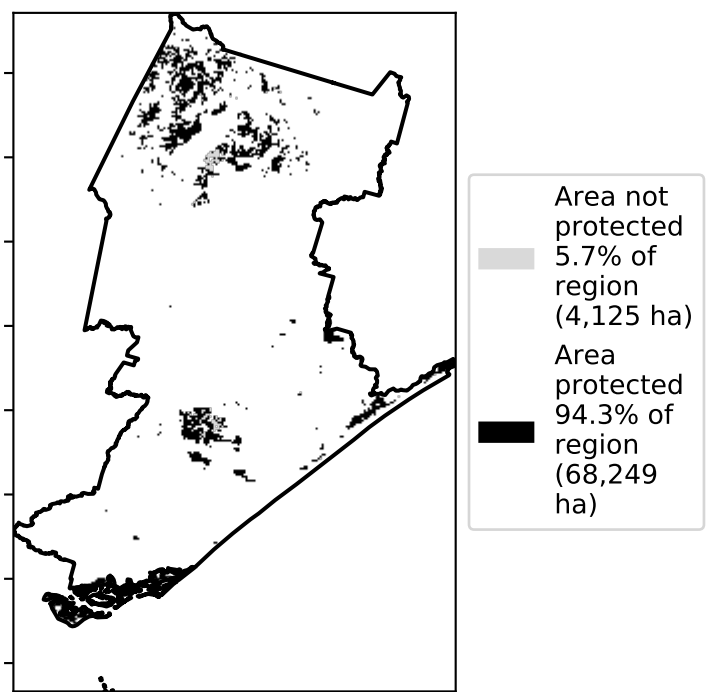 Area not
protected
5.7% of
region
(4,125 ha)
Area
protected
94.3% of
region
(68,249
ha)